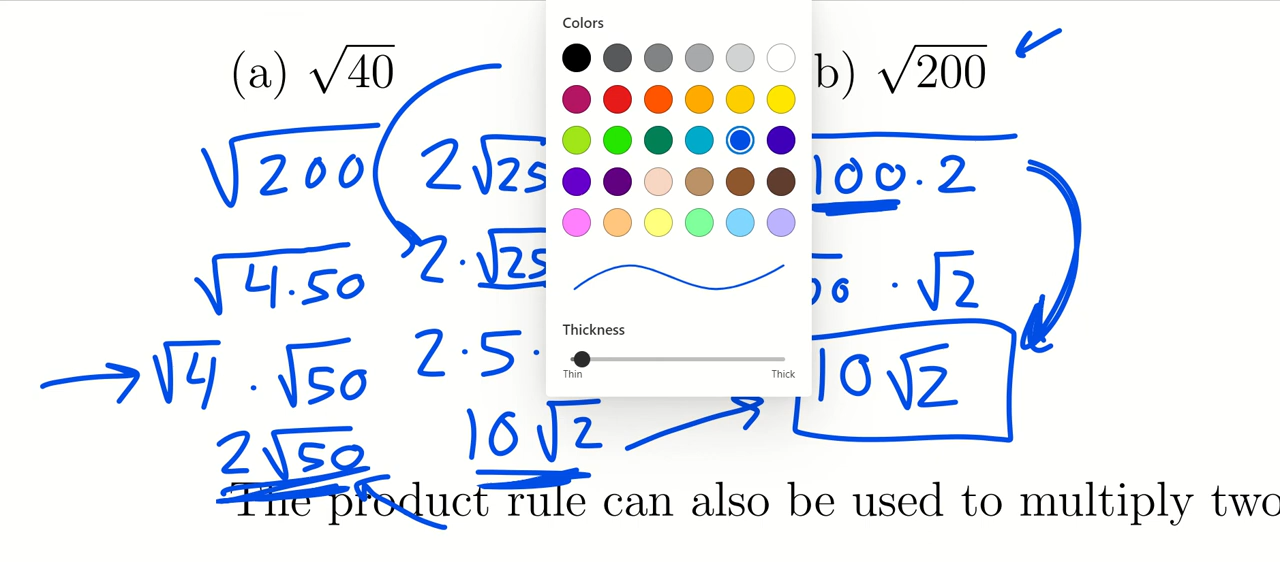 (a) √40
b) √200
√200
√4.50
√4 · √50
2√50
2√25
2·√25
2·5·
10√2
100·2
· √2
10√2
Colors
Thickness
Thin Thick
The product rule can also be used to multiply two